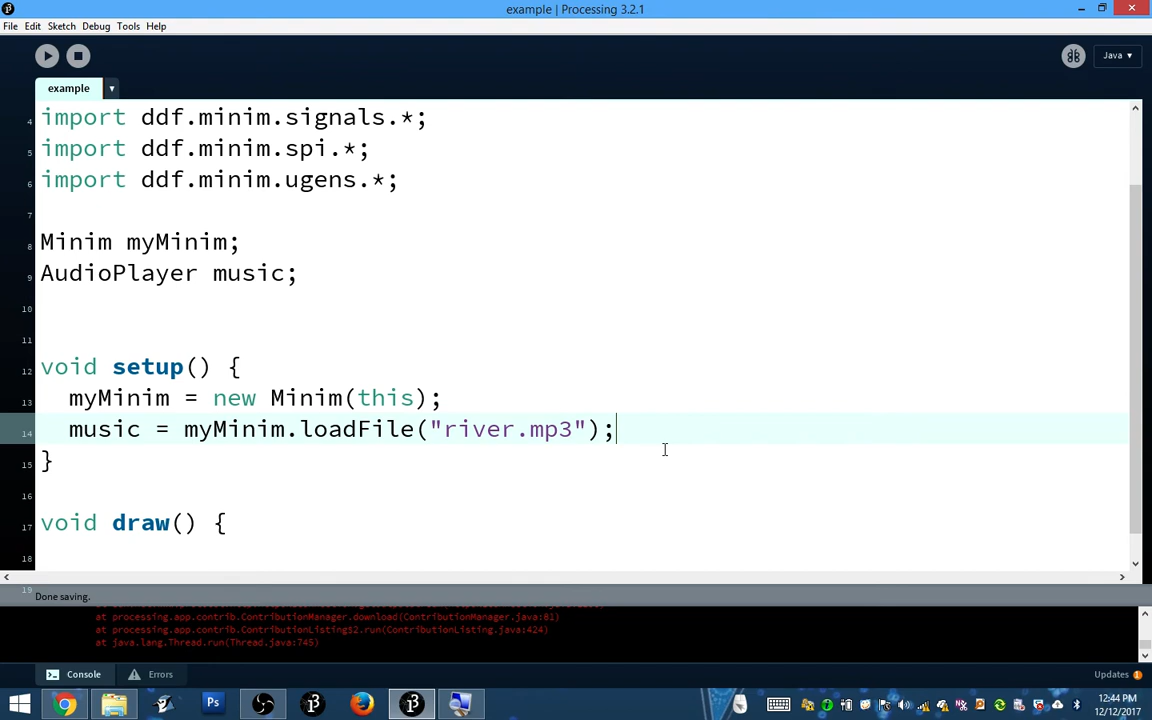 example | Processing 3.2.1
File Edit Sketch Debug Tools Help
Java ▾
example ▾
4 import ddf.minim.signals.*;
5 import ddf.minim.spi.*;
6 import ddf.minim.ugens.*;
7
8 Minim myMinim;
9 AudioPlayer music;
10
11
12 void setup() {
13 myMinim = new Minim(this);
14 music = myMinim.loadFile("river.mp3");
15 }
16
17 void draw() {
18
19
Done saving.
at processing.app.contrib.ContributionManager.download(ContributionManager.java:81)
at processing.app.contrib.ContributionListing$2.run(ContributionListing.java:424)
at java.lang.Thread.run(Thread.java:745)
Console Errors Updates 1
Ps
12:44 PM
12/12/2017